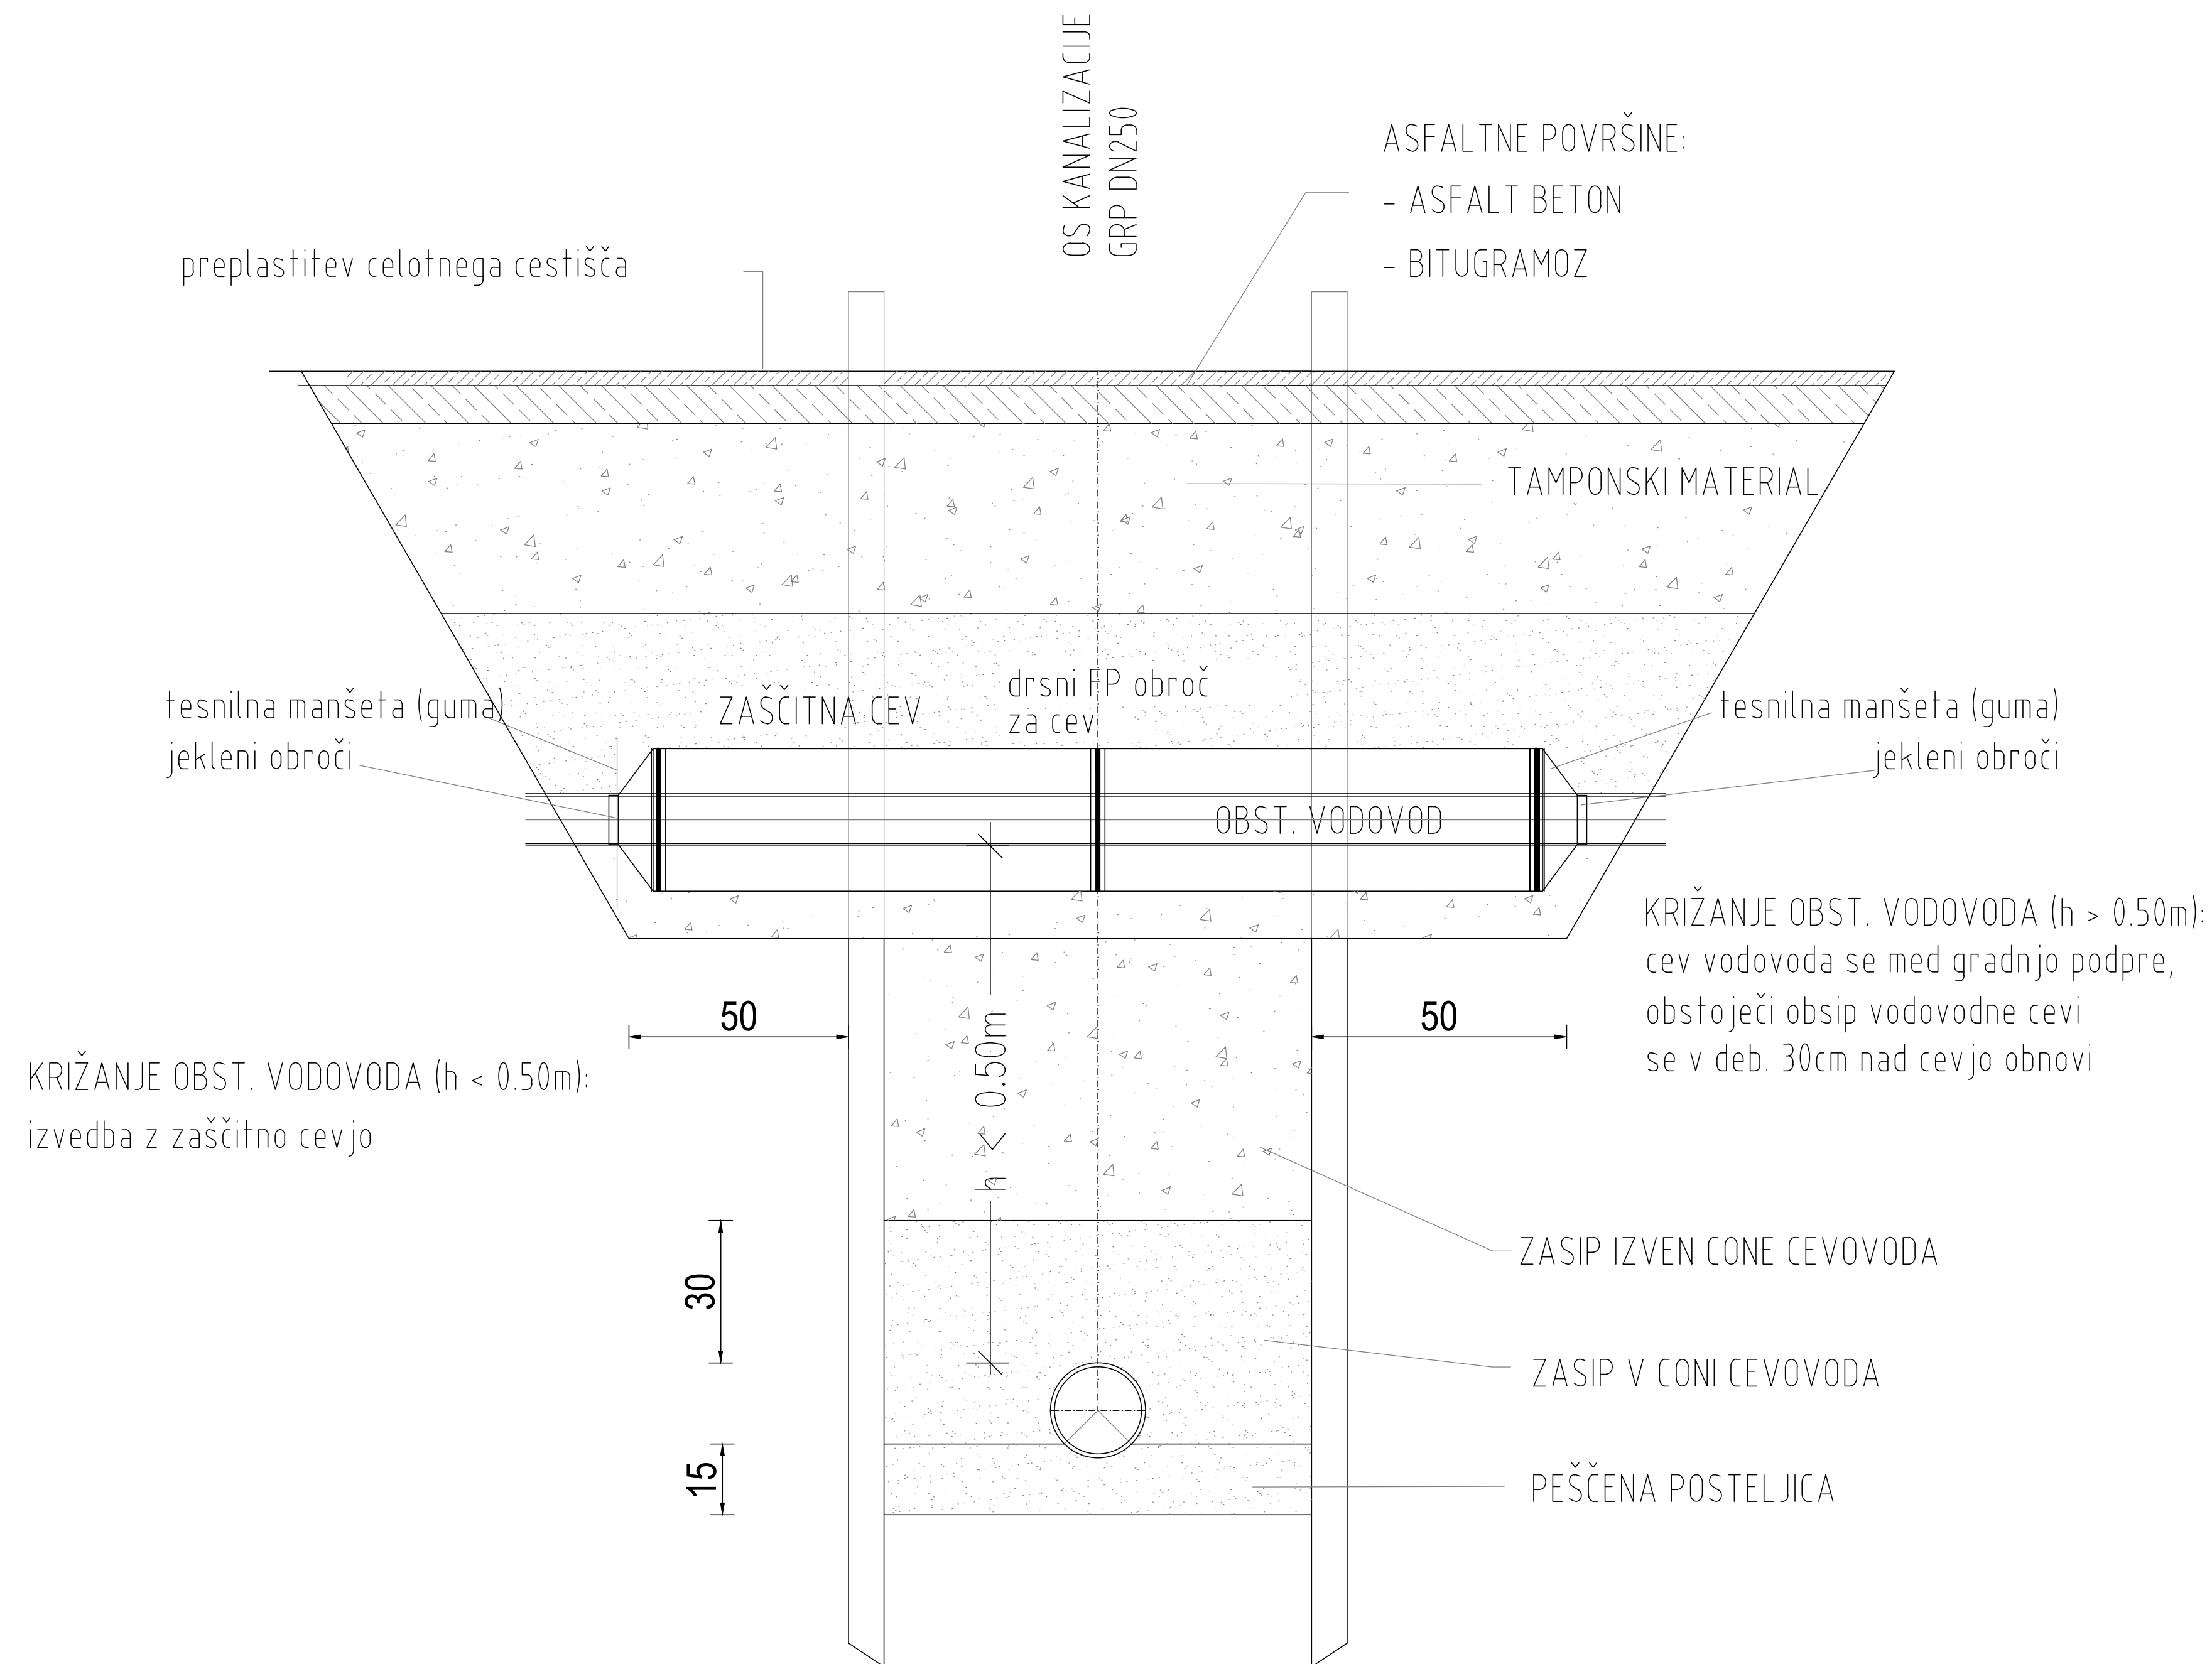 OS KANALIZACIJE
GRP DN250
ASFALTNE POVRŠINE:
- ASFALT BETON
- BITUGRAMOZ
preplastitev celotnega cestišča
TAMPONSKI MATERIAL
tesnilna manšeta (guma)
jekleni obroči
ZAŠČITNA CEV
drsni FP obroč
za cev
tesnilna manšeta (guma)
jekleni obroči
OBST. VODOVOD
KRIŽANJE OBST. VODOVODA (h > 0.50m):
cev vodovoda se med gradnjo podpre,
obstoječi obsip vodovodne cevi
se v deb. 30cm nad cevjo obnovi
50
50
h < 0.50m
KRIŽANJE OBST. VODOVODA (h < 0.50m):
izvedba z zaščitno cevjo
ZASIP IZVEN CONE CEVOVODA
30
ZASIP V CONI CEVOVODA
15
PEŠČENA POSTELJICA